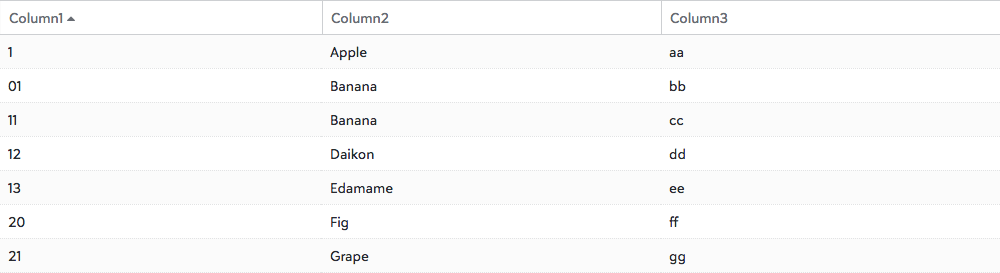 Column1 Column2 Column3
1 Apple aa
01 Banana bb
11 Banana cc
12 Daikon dd
13 Edamame ee
20 Fig ff
21 Grape gg